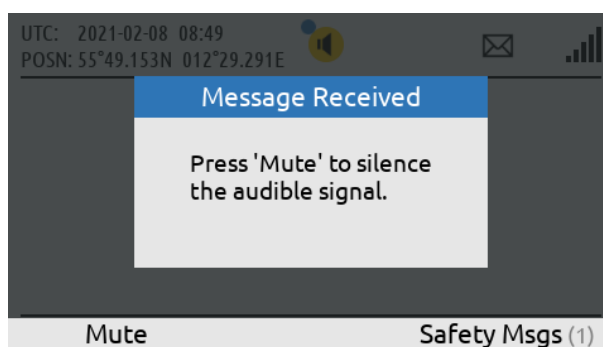 UTC: 2021-02-08 08:49
POSN: 55°49.153N 012°29.291E
Message Received
Press 'Mute' to silence
the audible signal.
Mute Safety Msgs (1)